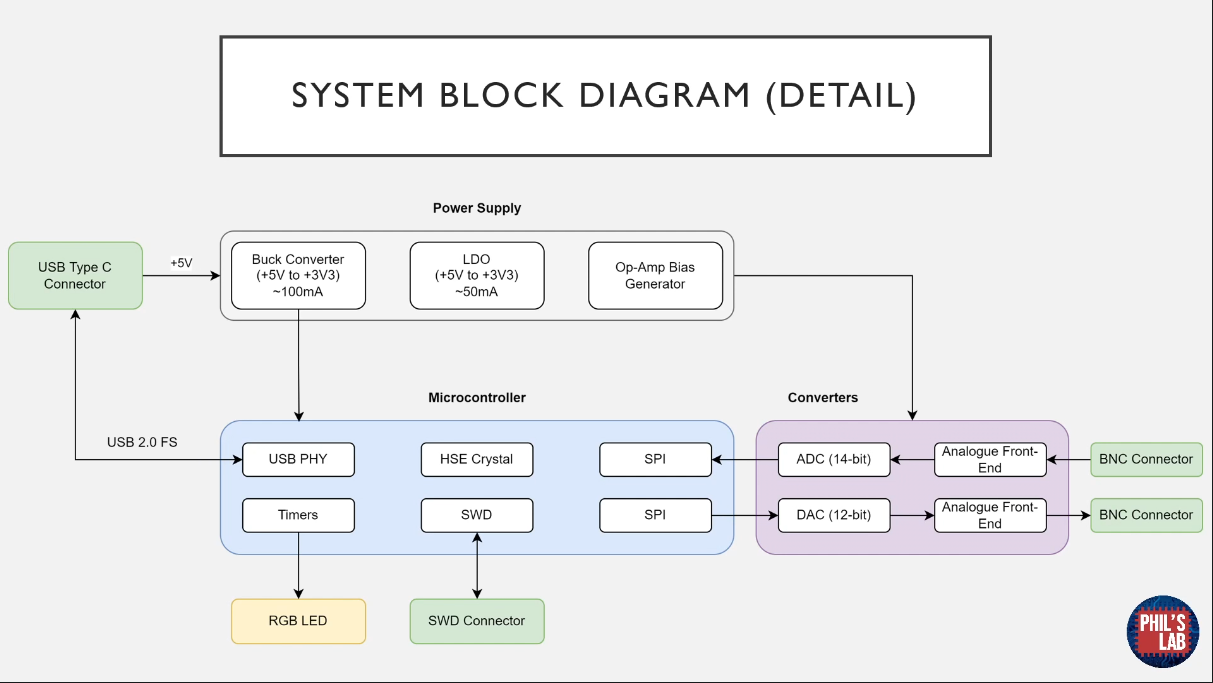 SYSTEM BLOCK DIAGRAM (DETAIL)
Power Supply
USB Type C
Connector
+5V
Buck Converter
(+5V to +3V3)
~100mA
LDO
(+5V to +3V3)
~50mA
Op-Amp Bias
Generator
Microcontroller
Converters
USB 2.0 FS
USB PHY
HSE Crystal
SPI
ADC (14-bit)
Analogue Front-
End
BNC Connector
Timers
SWD
SPI
DAC (12-bit)
Analogue Front-
End
BNC Connector
RGB LED
SWD Connector
PHIL'S
LAB